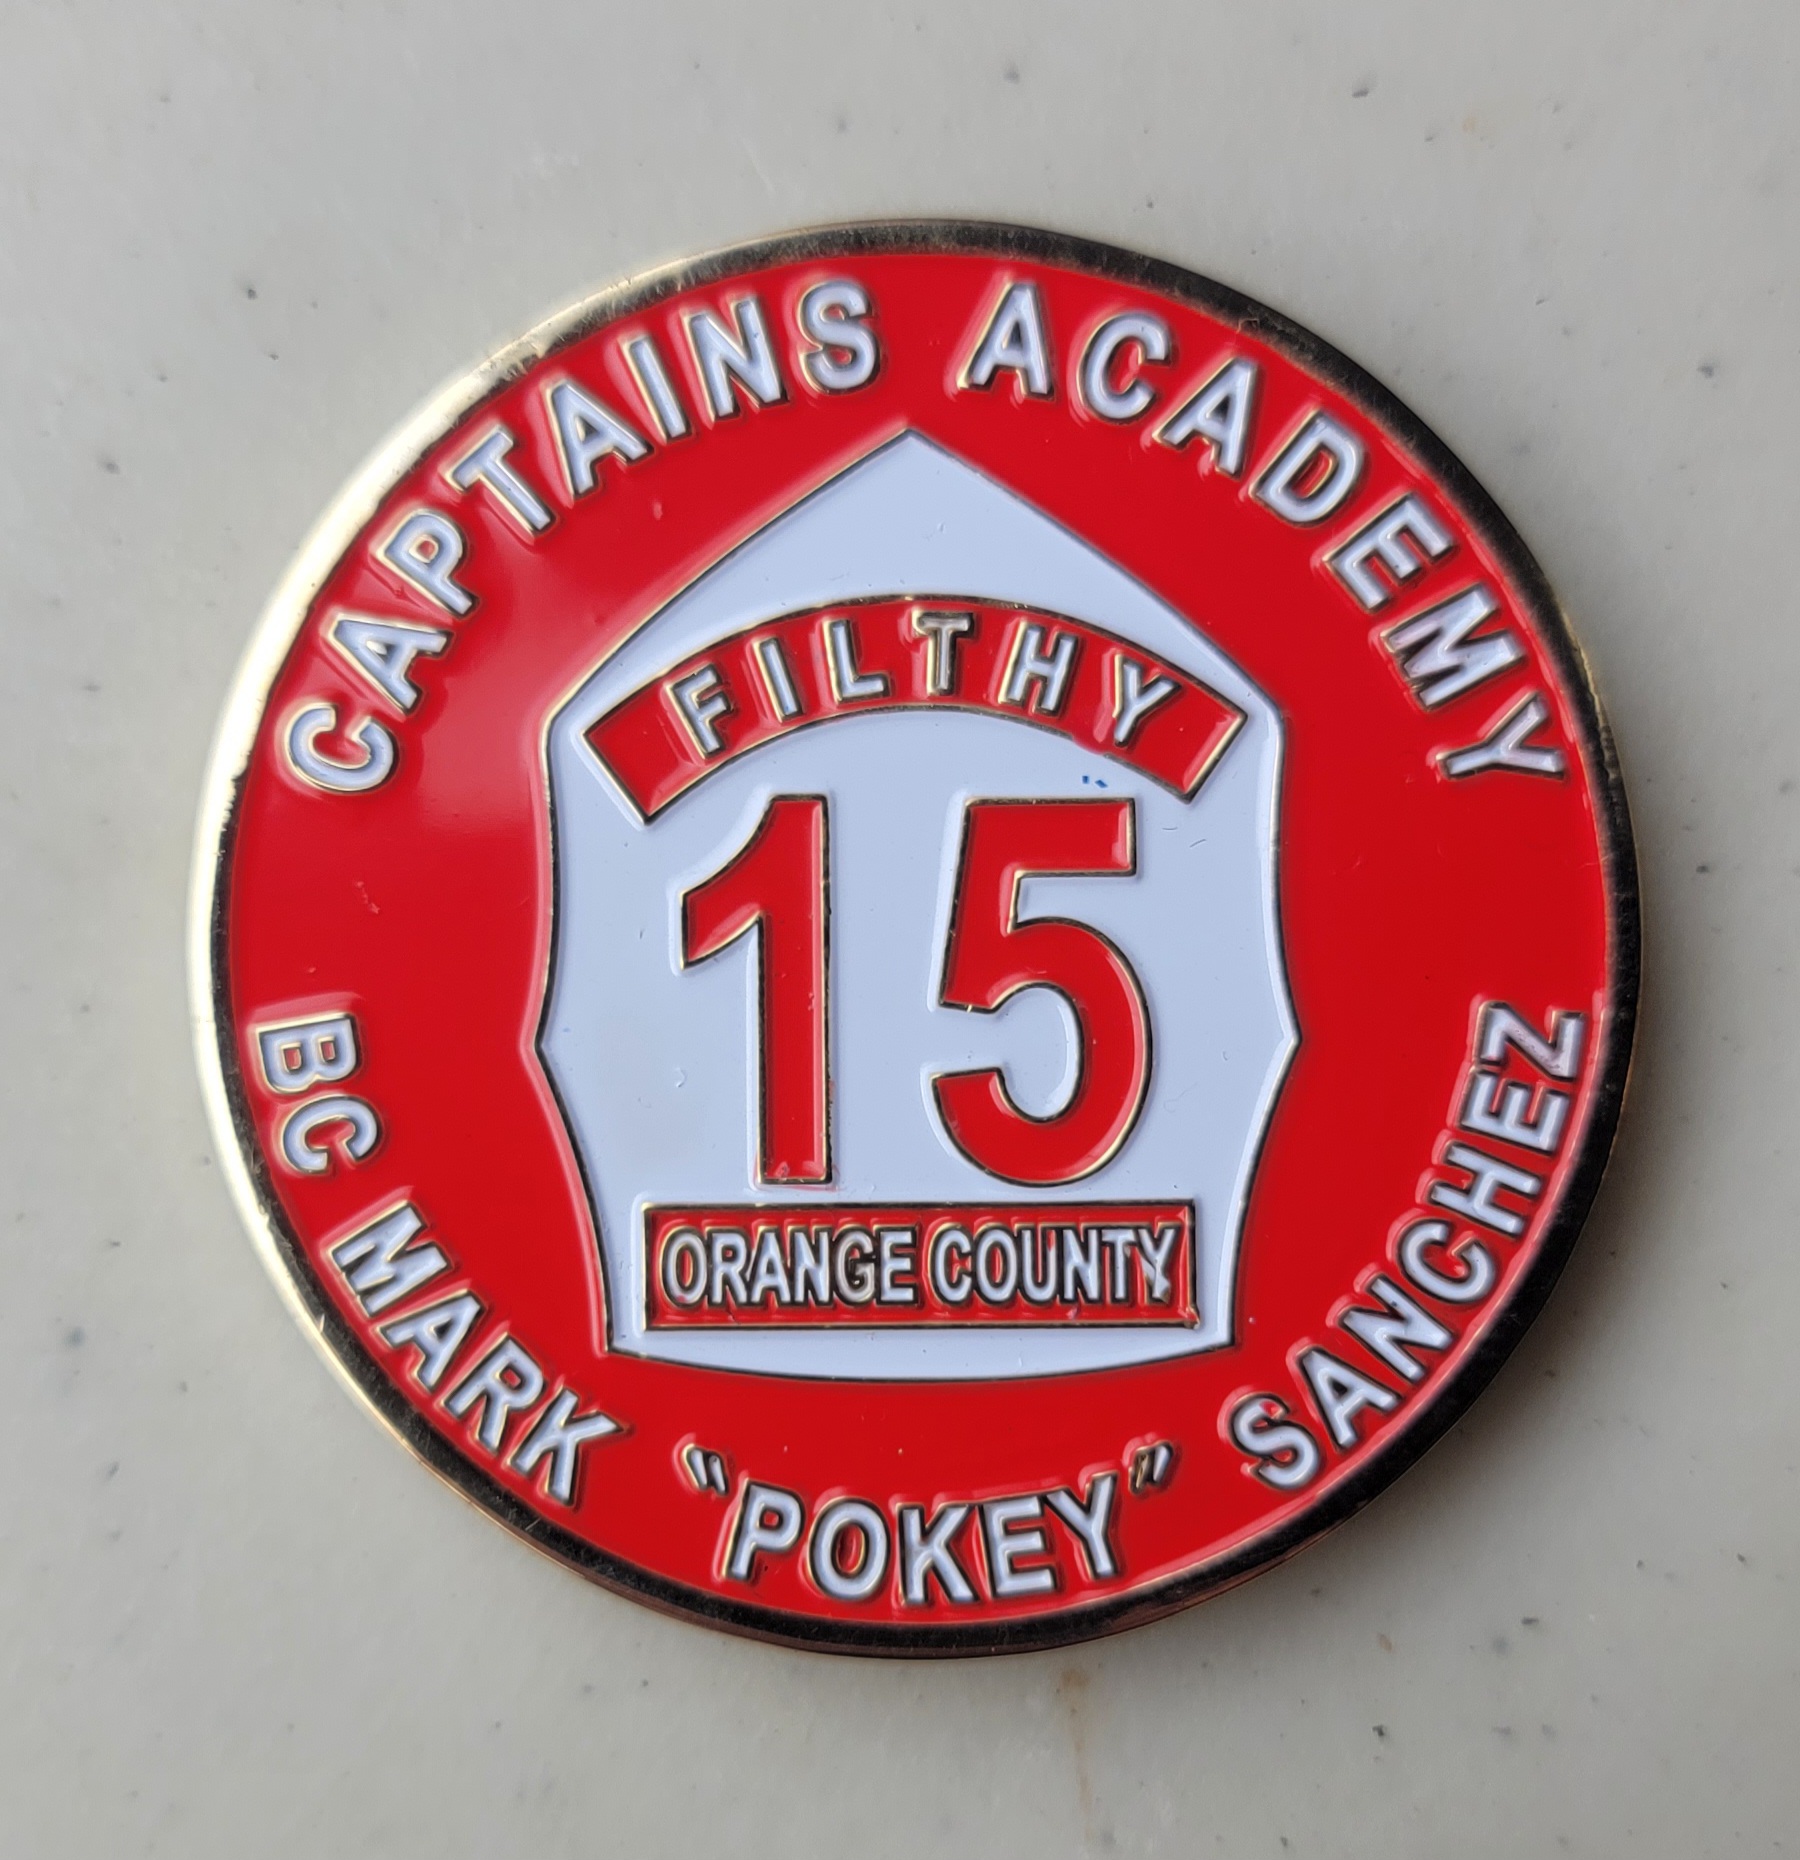 CAPTAINS ACADEMY
FILTHY
15
ORANGE COUNTY
BC MARK “POKEY” SANCHEZ